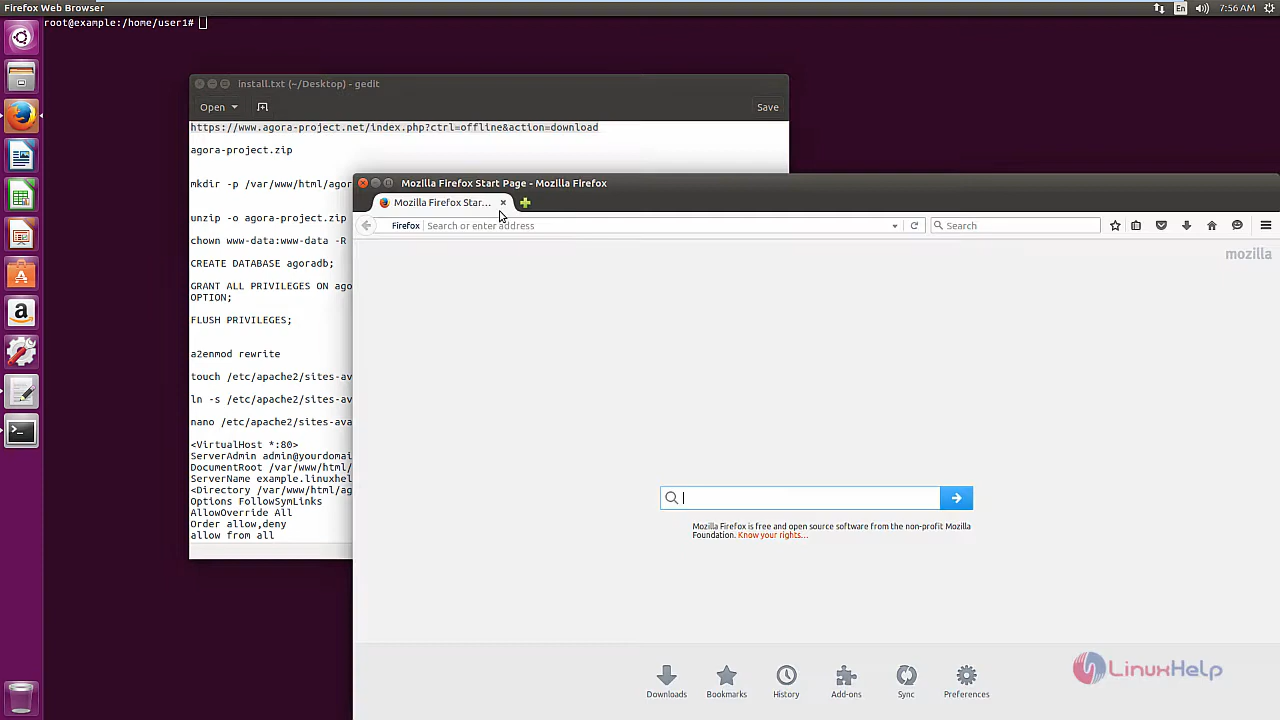 Firefox Web Browser
En
7:56 AM
root@example:/home/user1#
install.txt (~/Desktop) - gedit
Open
Save
https://www.agora-project.net/index.php?ctrl=offline&action=download
agora-project.zip
mkdir -p /var/www/html/agor
unzip -o agora-project.zip
chown www-data:www-data -R
CREATE DATABASE agoradb;
GRANT ALL PRIVILEGES ON ago
OPTION;
FLUSH PRIVILEGES;
a2enmod rewrite
touch /etc/apache2/sites-av
ln -s /etc/apache2/sites-av
nano /etc/apache2/sites-ava
<VirtualHost *:80>
ServerAdmin admin@yourdomai
DocumentRoot /var/www/html/
ServerName example.linuxhel
<Directory /var/www/html/ag
Options FollowSymLinks
AllowOverride All
Order allow,deny
allow from all
Mozilla Firefox Start Page - Mozilla Firefox
Mozilla Firefox Star...
Firefox
Search or enter address
Search
mozilla
Mozilla Firefox is free and open source software from the non-profit Mozilla
Foundation. Know your rights...
Downloads
Bookmarks
History
Add-ons
Sync
Preferences
LinuxHelp